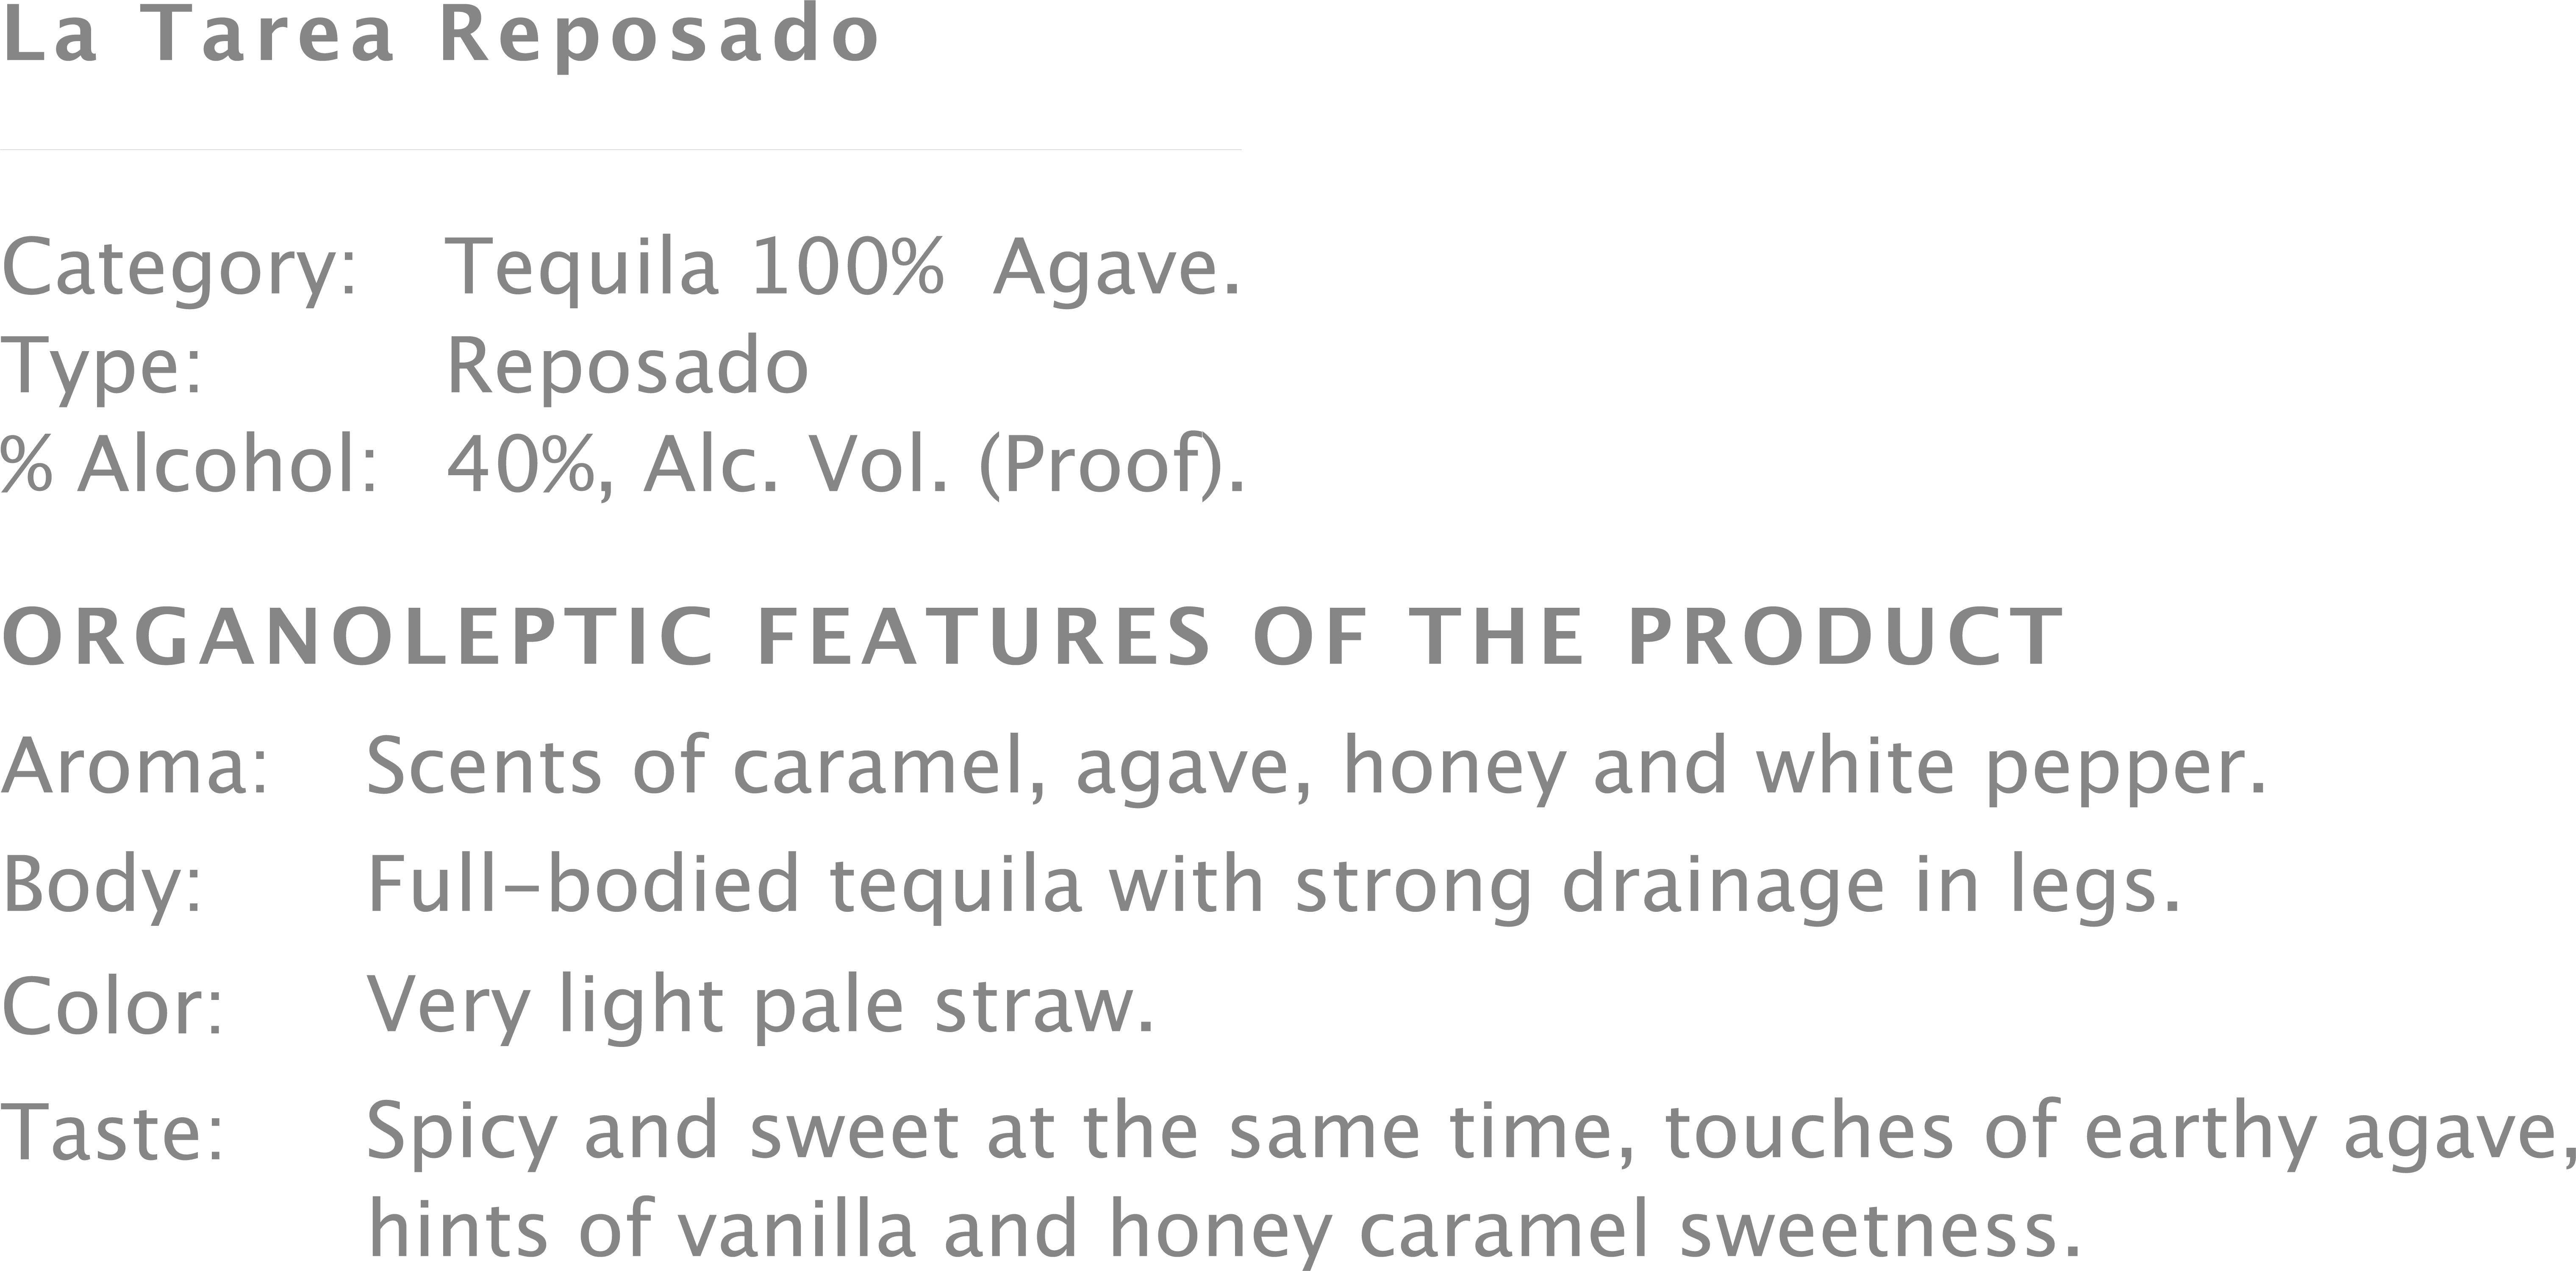 La Tarea Reposado
Category: Tequila 100% Agave.
Type: Reposado
% Alcohol: 40%, Alc. Vol. (Proof).
ORGANOLEPTIC FEATURES OF THE PRODUCT
Aroma: Scents of caramel, agave, honey and white pepper.
Body: Full-bodied tequila with strong drainage in legs.
Color: Very light pale straw.
Taste: Spicy and sweet at the same time, touches of earthy agave,
hints of vanilla and honey caramel sweetness.